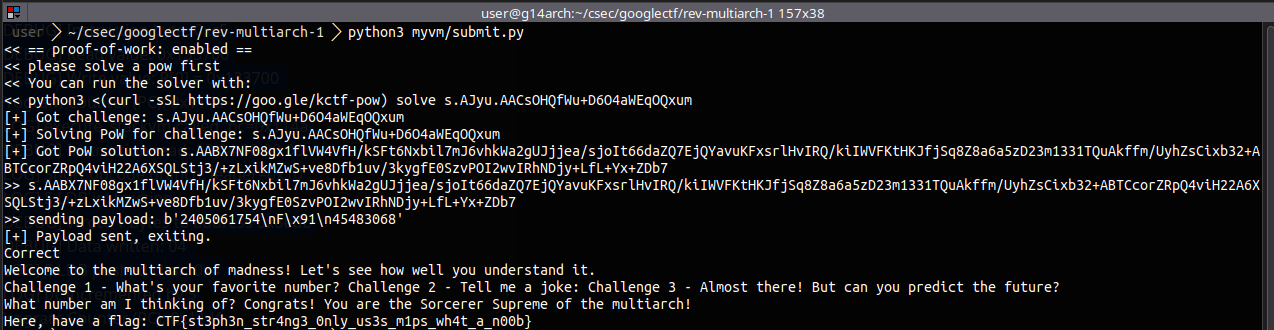 user@g14arch:~/csec/googlectf/rev-multiarch-1 157x38
user > ~/csec/googlectf/rev-multiarch-1 > python3 myvm/submit.py
<< == proof-of-work: enabled ==
<< please solve a pow first
<< You can run the solver with:
<< python3 <(curl -sSL https://goo.gle/kctf-pow) solve s.AJyu.AACsOHQfWu+D6O4aWEqOQxum
[+] Got challenge: s.AJyu.AACsOHQfWu+D6O4aWEqOQxum
[+] Solving PoW for challenge: s.AJyu.AACsOHQfWu+D6O4aWEqOQxum
[+] Got PoW solution: s.AABX7NF08gx1flVW4VfH/kSFt6Nxbil7mJ6vhkWa2gUJjjea/sjoIt66daZQ7EjQYavuKFxsrlHvIRQ/kiIWVFKtHKJfjSq8Z8a6a5zD23m1331TQuAkffm/UyhZsCixb32+A
BTCcorZRpQ4viH22A6XSQLStj3/+zLxikMZwS+ve8Dfb1uv/3kygfE0SzvPOI2wvIRhNDjy+LfL+Yx+ZDb7
>> s.AABX7NF08gx1flVW4VfH/kSFt6Nxbil7mJ6vhkWa2gUJjjea/sjoIt66daZQ7EjQYavuKFxsrlHvIRQ/kiIWVFKtHKJfjSq8Z8a6a5zD23m1331TQuAkffm/UyhZsCixb32+ABTCcorZRpQ4viH22A6X
SQLStj3/+zLxikMZwS+ve8Dfb1uv/3kygfE0SzvPOI2wvIRhNDjy+LfL+Yx+ZDb7
>> sending payload: b'2405061754\nF\x91\n45483068'
[+] Payload sent, exiting.
Correct
Welcome to the multiarch of madness! Let's see how well you understand it.
Challenge 1 - What's your favorite number? Challenge 2 - Tell me a joke: Challenge 3 - Almost there! But can you predict the future?
What number am I thinking of? Congrats! You are the Sorcerer Supreme of the multiarch!
Here, have a flag: CTF{st3ph3n_str4ng3_0nly_us3s_m1ps_wh4t_a_n00b}